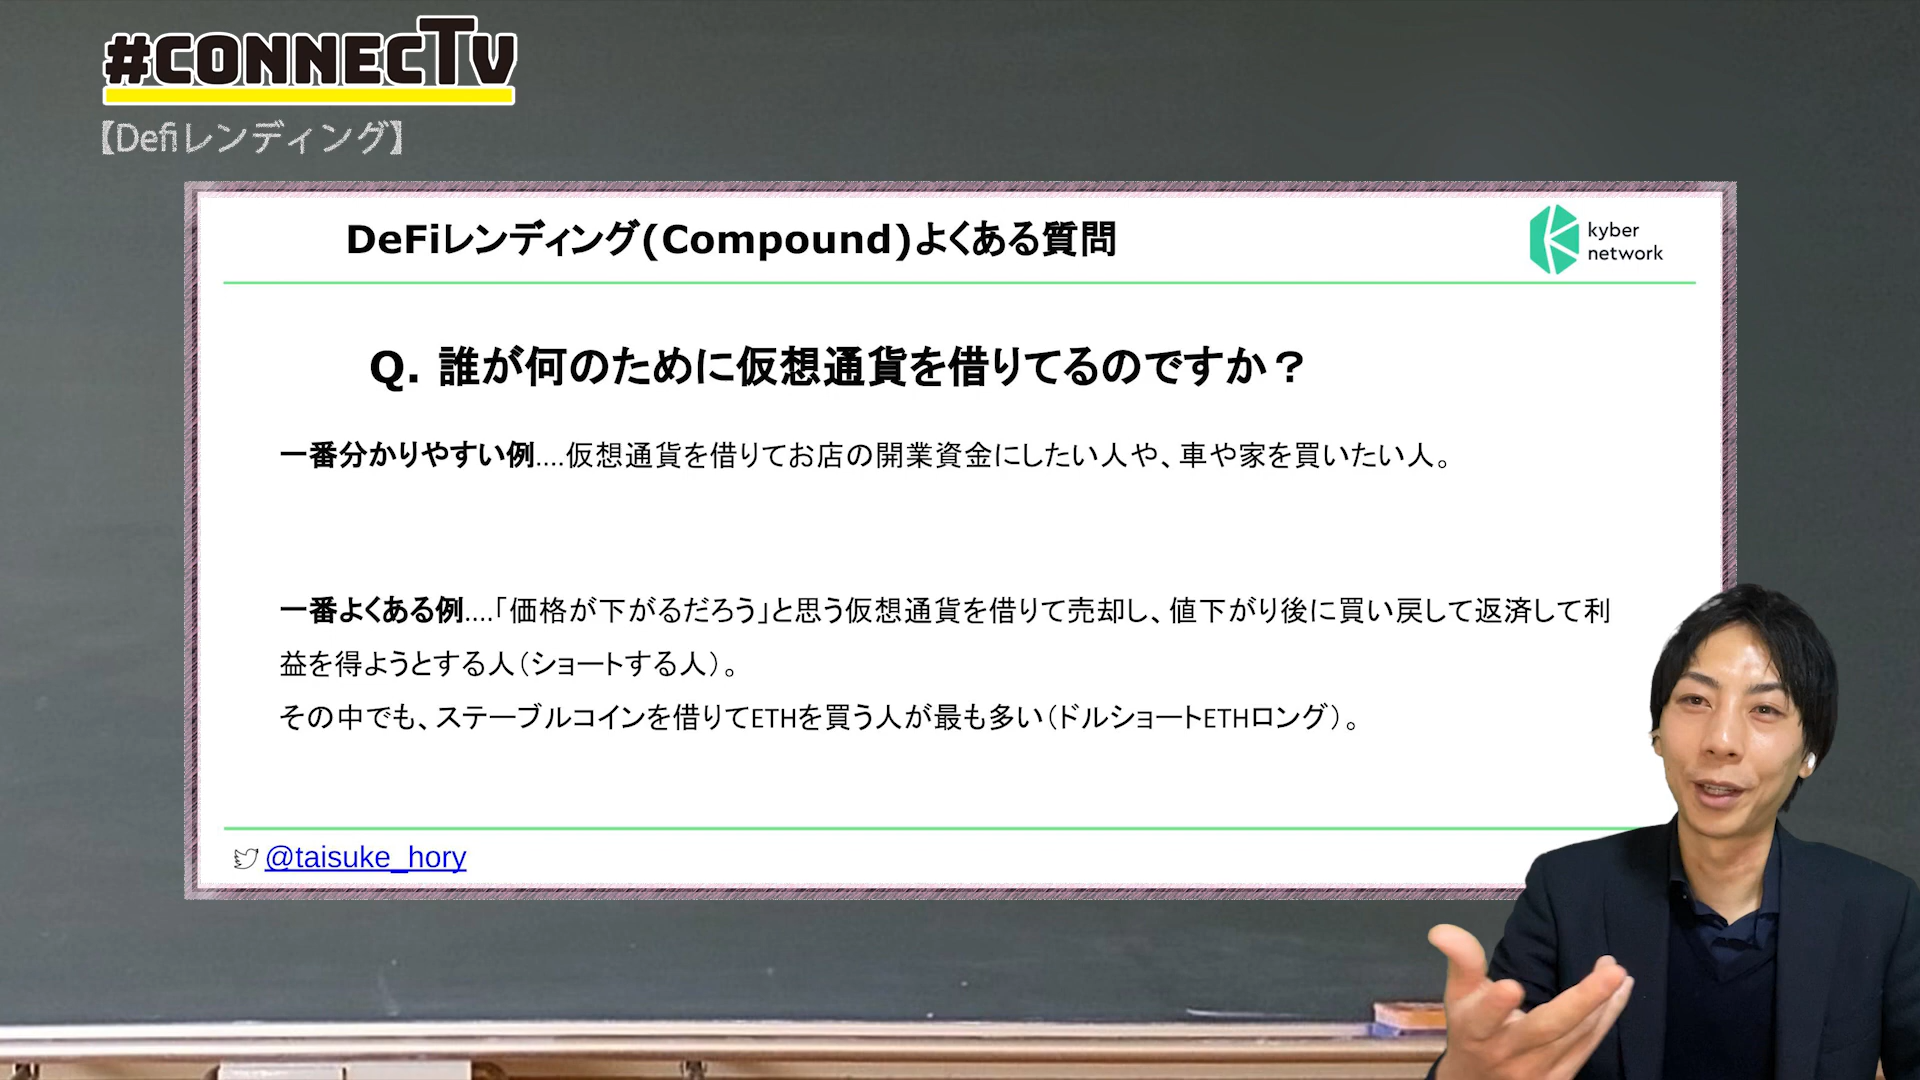 #CONNECTV
【Defiレンディング】
DeFiレンディング(Compound)よくある質問
kyber
network
Q. 誰が何のために仮想通貨を借りてるのですか？
一番分かりやすい例....仮想通貨を借りてお店の開業資金にしたい人や、車や家を買いたい人。
一番よくある例....「価格が下がるだろう」と思う仮想通貨を借りて売却し、値下がり後に買い戻して返済して利
益を得ようとする人（ショートする人）。
その中でも、ステーブルコインを借りてETHを買う人が最も多い（ドルショートETHロング）。
@taisuke_hory